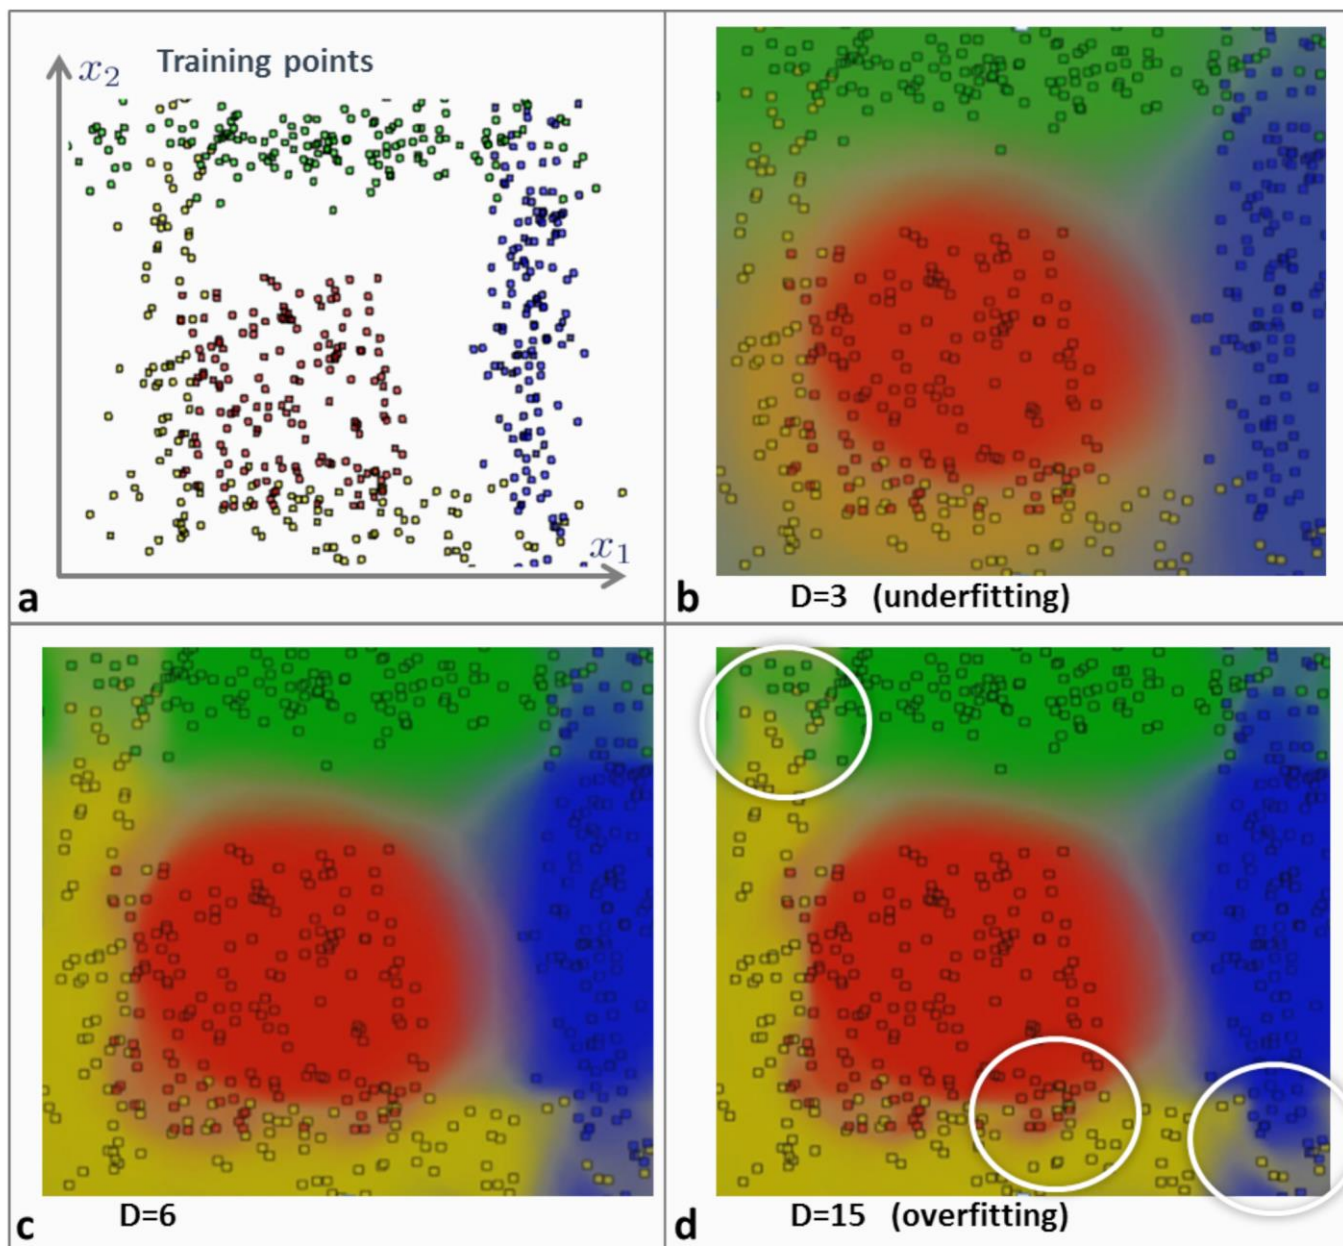 x₂ Training points
x₁
a
b D=3 (underfitting)
c D=6
d D=15 (overfitting)